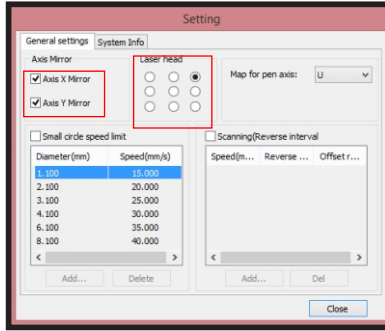 Setting
General settings System Info
Axis Mirror
Laser head
Axis X Mirror
Axis Y Mirror
Map for pen axis: U
Small circle speed limit
Scanning(Reverse interval
Diameter(mm) Speed(mm/s)
Speed(m... Reverse ... Offset r...
1.100 15.000
2.100 20.000
3.100 25.000
4.100 30.000
6.100 35.000
8.100 40.000
Add... Delete
Add... Del
Close